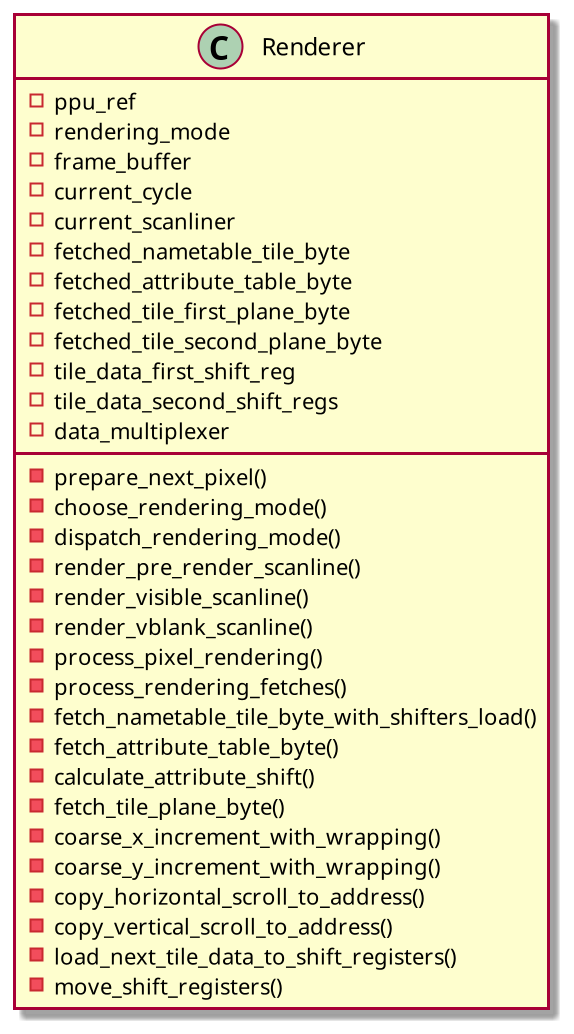 C Renderer
ppu_ref
rendering_mode
frame_buffer
current_cycle
current_scanliner
fetched_nametable_tile_byte
fetched_attribute_table_byte
fetched_tile_first_plane_byte
fetched_tile_second_plane_byte
tile_data_first_shift_reg
tile_data_second_shift_regs
data_multiplexer
prepare_next_pixel()
choose_rendering_mode()
dispatch_rendering_mode()
render_pre_render_scanline()
render_visible_scanline()
render_vblank_scanline()
process_pixel_rendering()
process_rendering_fetches()
fetch_nametable_tile_byte_with_shifters_load()
fetch_attribute_table_byte()
calculate_attribute_shift()
fetch_tile_plane_byte()
coarse_x_increment_with_wrapping()
coarse_y_increment_with_wrapping()
copy_horizontal_scroll_to_address()
copy_vertical_scroll_to_address()
load_next_tile_data_to_shift_registers()
move_shift_registers()